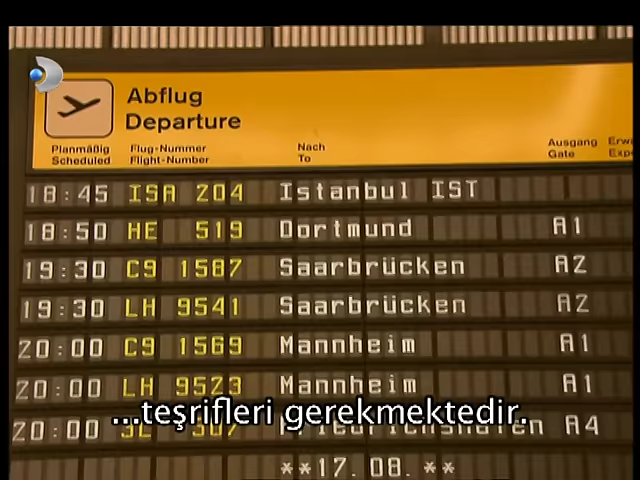 Abflug
Departure
Planmäßig Flug-Nummer Nach Ausgang
Scheduled Flight-Number To Gate
18:45 ISA 204 Istanbul IST
18:50 HE 519 Dortmund A1
19:30 C9 1587 Saarbrücken A2
19:30 LH 9541 Saarbrücken A2
20:00 C9 1569 Mannheim A1
20:00 LH 9523 Mannheim A1
...teşrifleri gerekmektedir.
20:00 Friedrichshafen A4
**17.08.**